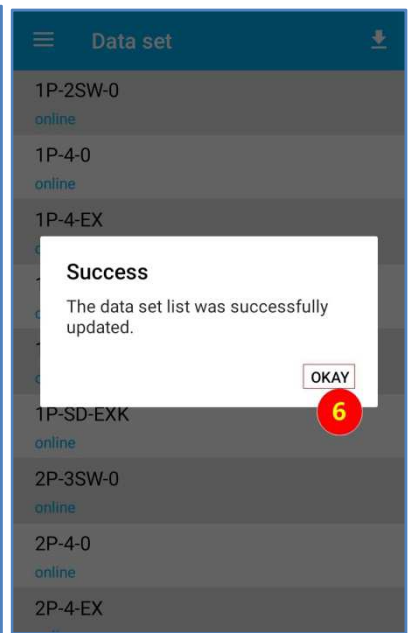 Data set
1P-2SW-0
online
1P-4-0
online
1P-4-EX
Success
The data set list was successfully
updated.
OKAY
6
1P-SD-EXK
online
2P-3SW-0
online
2P-4-0
online
2P-4-EX